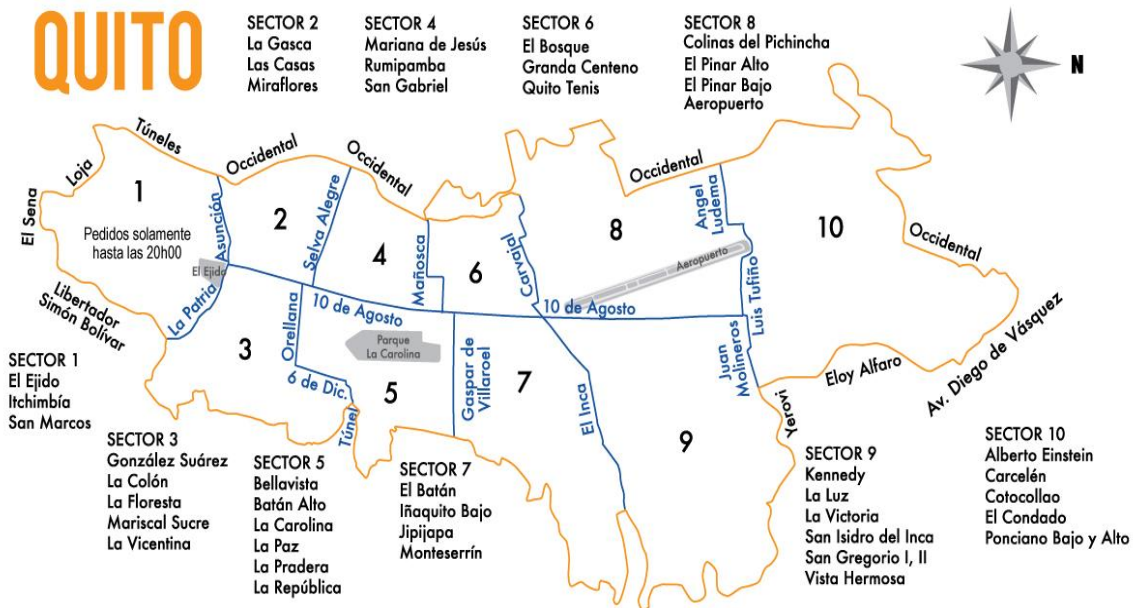 QUITO
SECTOR 2
La Gasca
Las Casas
Miraflores
SECTOR 4
Mariana de Jesús
Rumipamba
San Gabriel
SECTOR 6
El Bosque
Granda Centeno
Quito Tenis
SECTOR 8
Colinas del Pichincha
El Pinar Alto
El Pinar Bajo
Aeropuerto
N
El Sena
Loja
Túneles
Occidental
Occidental
Occidental
Occidental
1
Pedidos solamente
hasta las 20h00
Asunción
El Ejido
La Patria
Libertador
Simón Bolívar
2
Selva Alegre
4
Mañosca
6
Carvajal
8
Angel
Ludema
Aeropuerto
10
10 de Agosto
10 de Agosto
Luis Tufiño
3
Orellana
6 de Dic.
Túnel
Parque
La Carolina
5
Gaspar de
Villaroel
7
El Inca
9
Juan
Molineros
Yerovi
Eloy Alfaro
Av. Diego de Vásquez
SECTOR 1
El Ejido
Itchimbía
San Marcos
SECTOR 3
González Suárez
La Colón
La Floresta
Mariscal Sucre
La Vicentina
SECTOR 5
Bellavista
Batán Alto
La Carolina
La Paz
La Pradera
La República
SECTOR 7
El Batán
Iñaquito Bajo
Jipijapa
Monteserrín
SECTOR 9
Kennedy
La Luz
La Victoria
San Isidro del Inca
San Gregorio I, II
Vista Hermosa
SECTOR 10
Alberto Einstein
Carcelén
Cotocollao
El Condado
Ponciano Bajo y Alto